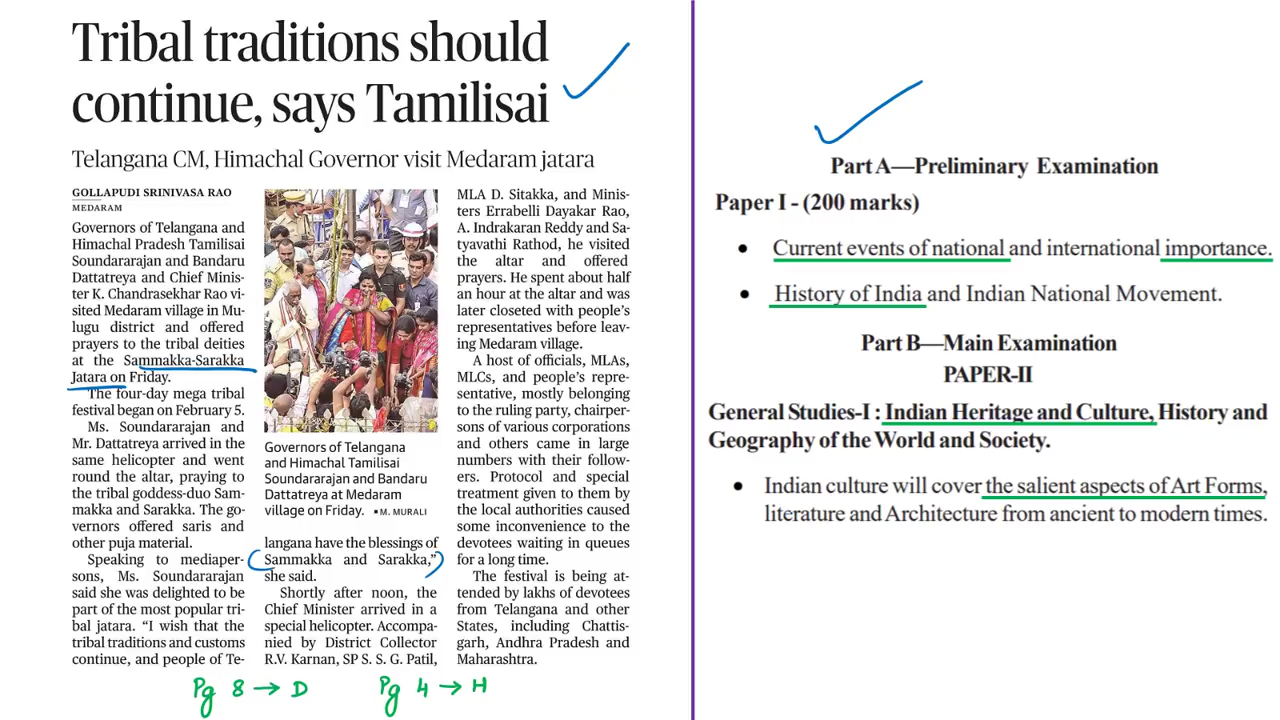 Tribal traditions should
continue, says Tamilisai
Telangana CM, Himachal Governor visit Medaram jatara
GOLLAPUDI SRINIVASA RAO
MEDARAM
Governors of Telangana and
Himachal Pradesh Tamilisai
Soundararajan and Bandaru
Dattatreya and Chief Minis-
ter K. Chandrasekhar Rao vi-
sited Medaram village in Mu-
lugu district and offered
prayers to the tribal deities
at the Sammakka-Sarakka
Jatara on Friday.
The four-day mega tribal
festival began on February 5.
Ms. Soundararajan and
Mr. Dattatreya arrived in the
same helicopter and went
round the altar, praying to
the tribal goddess-duo Sam-
makka and Sarakka. The go-
vernors offered saris and
other puja material.
Speaking to mediaper-
sons, Ms. Soundararajan
said she was delighted to be
part of the most popular tri-
bal jatara. “I wish that the
tribal traditions and customs
continue, and people of Te-
Governors of Telangana
and Himachal Tamilisai
Soundararajan and Bandaru
Dattatreya at Medaram
village on Friday. ▪ M. MURALI
langana have the blessings of
Sammakka and Sarakka,”
she said.
Shortly after noon, the
Chief Minister arrived in a
special helicopter. Accompa-
nied by District Collector
R.V. Karnan, SP S. S. G. Patil,
MLA D. Sitakka, and Minis-
ters Errabelli Dayakar Rao,
A. Indrakaran Reddy and Sa-
tyavathi Rathod, he visited
the altar and offered
prayers. He spent about half
an hour at the altar and was
later closeted with people’s
representatives before leav-
ing Medaram village.
A host of officials, MLAs,
MLCs, and people’s repre-
sentative, mostly belonging
to the ruling party, chairper-
sons of various corporations
and others came in large
numbers with their follow-
ers. Protocol and special
treatment given to them by
the local authorities caused
some inconvenience to the
devotees waiting in queues
for a long time.
The festival is being at-
tended by lakhs of devotees
from Telangana and other
States, including Chattis-
garh, Andhra Pradesh and
Maharashtra.
Pg 8 → D
Pg 4 → H
Part A—Preliminary Examination
Paper I - (200 marks)
• Current events of national and international importance.
• History of India and Indian National Movement.
Part B—Main Examination
PAPER-II
General Studies-I : Indian Heritage and Culture, History and
Geography of the World and Society.
• Indian culture will cover the salient aspects of Art Forms,
literature and Architecture from ancient to modern times.